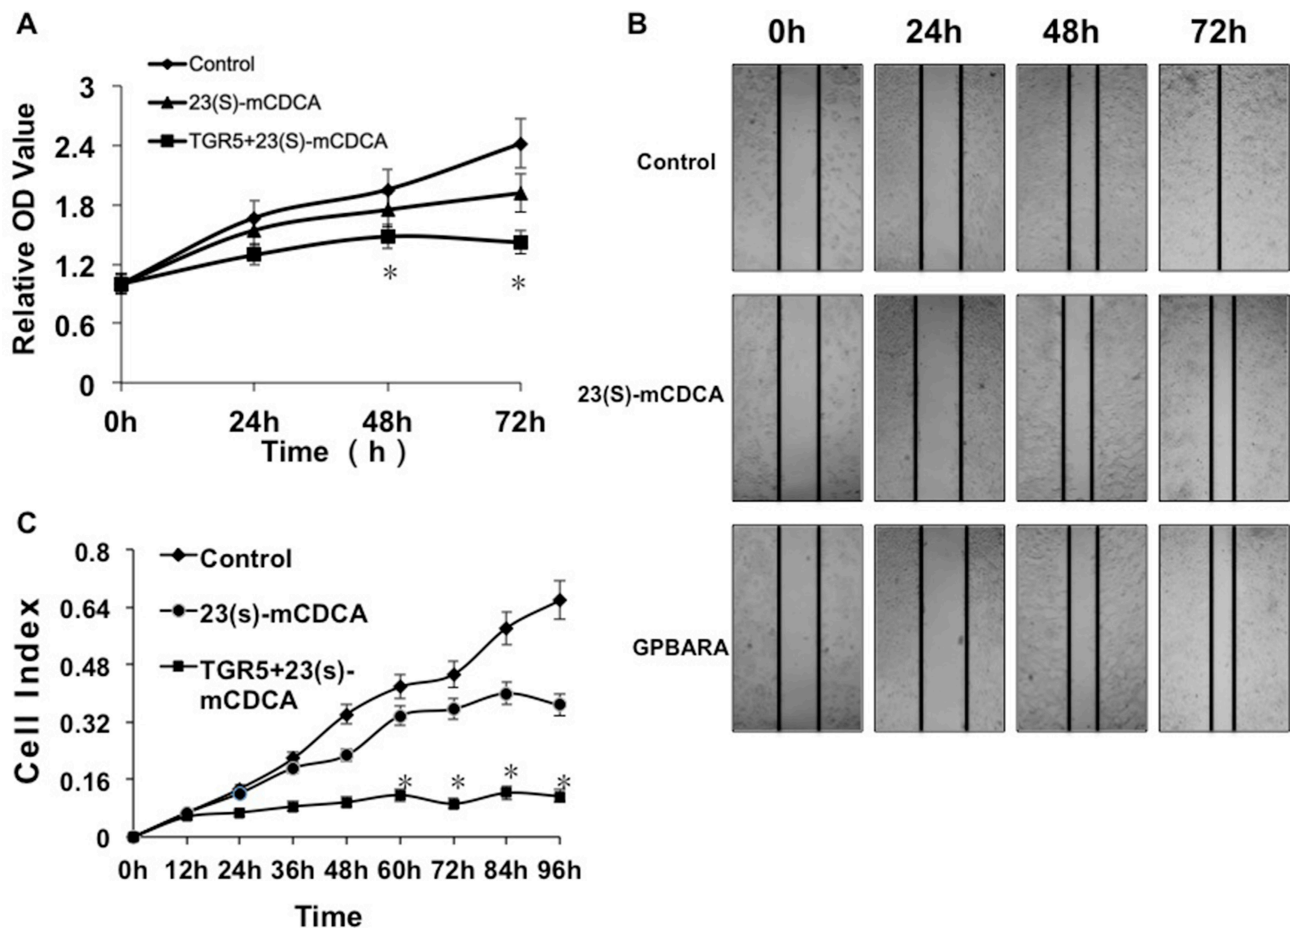 A
Control
23(S)-mCDCA
TGR5+23(S)-mCDCA
Relative OD Value
3
2.4
1.8
1.2
0.6
0
*
*
0h 24h 48h 72h
Time ( h )
B
0h 24h 48h 72h
Control
23(S)-mCDCA
GPBARA
C
Control
23(s)-mCDCA
TGR5+23(s)-
mCDCA
Cell Index
0.8
0.64
0.48
0.32
0.16
0
* * * *
0h 12h 24h 36h 48h 60h 72h 84h 96h
Time